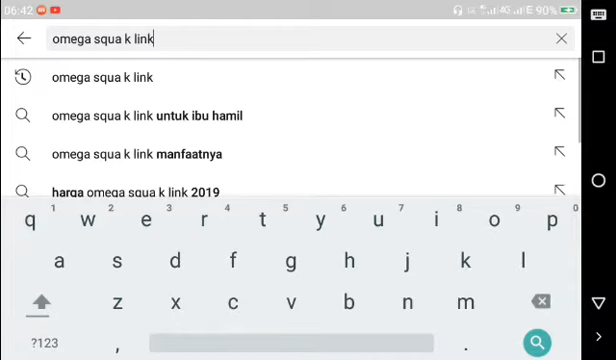 06:42 4G E 90%
omega squa k link
omega squa k link
omega squa k link untuk ibu hamil
omega squa k link manfaatnya
harga omega squa k link 2019
1 2 3 4 5 6 7 8 9 0
q w e r t y u i o p
a s d f g h j k l
z x c v b n m
?123 , .